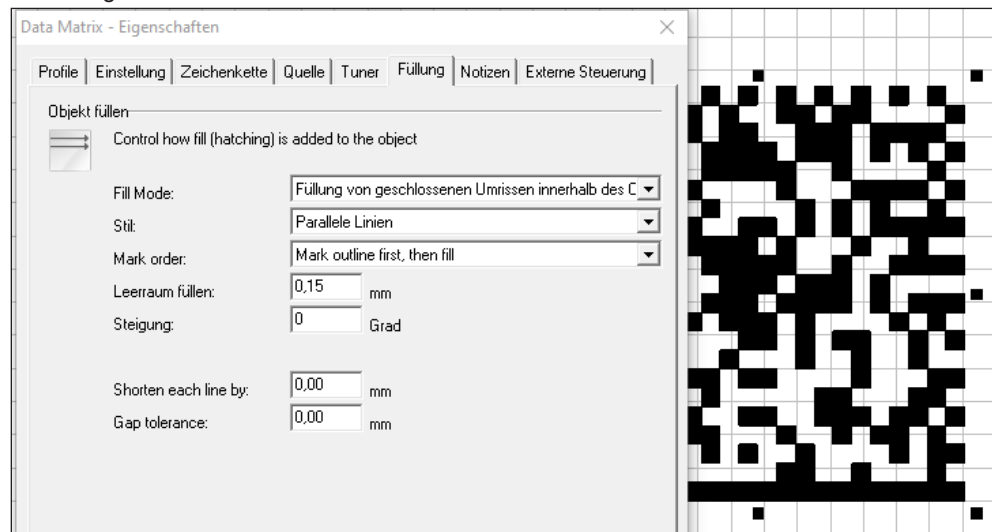 Data Matrix - Eigenschaften
Profile Einstellung Zeichenkette Quelle Tuner Füllung Notizen Externe Steuerung
Objekt füllen
Control how fill (hatching) is added to the object
Fill Mode: Füllung von geschlossenen Umrissen innerhalb des
Stil: Parallele Linien
Mark order: Mark outline first, then fill
Leerraum füllen: 0,15 mm
Steigung: 0 Grad
Shorten each line by: 0,00 mm
Gap tolerance: 0,00 mm